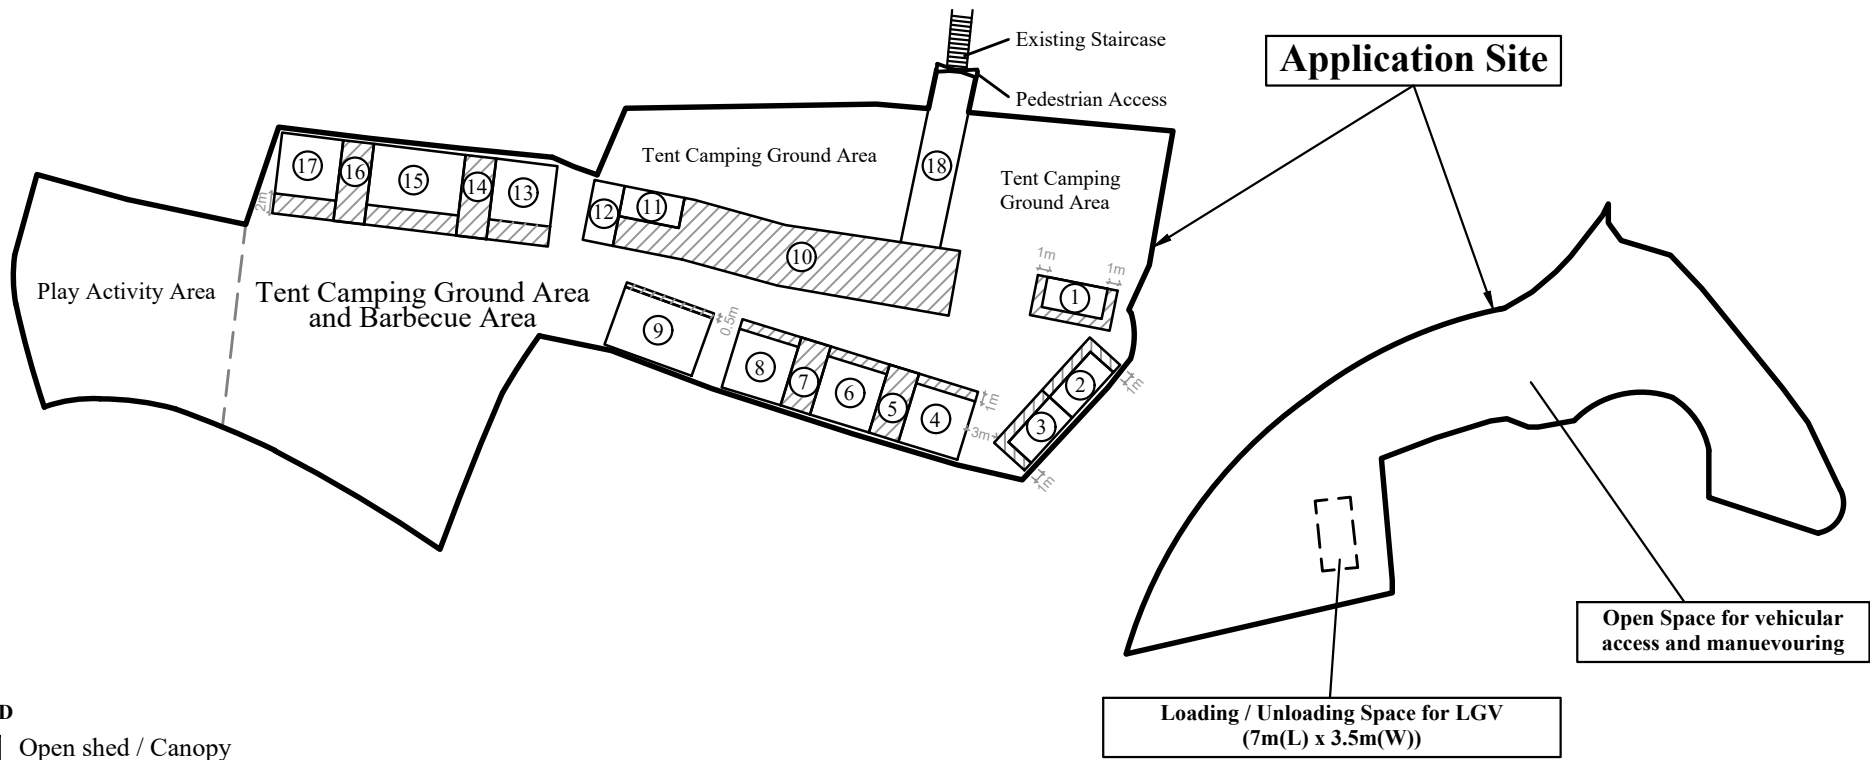 Existing Staircase
Application Site
Pedestrian Access
Tent Camping Ground Area
18
Tent Camping
Ground Area
17
16
15
14
13
12
11
2m
10
1m
1m
1
Play Activity Area
Tent Camping Ground Area
and Barbecue Area
9
0.5m
8
7
6
5
4
1m
3m
2
3
1m
1m
Open Space for vehicular
access and manuevouring
Loading / Unloading Space for LGV
(7m(L) x 3.5m(W))
D
Open shed / Canopy